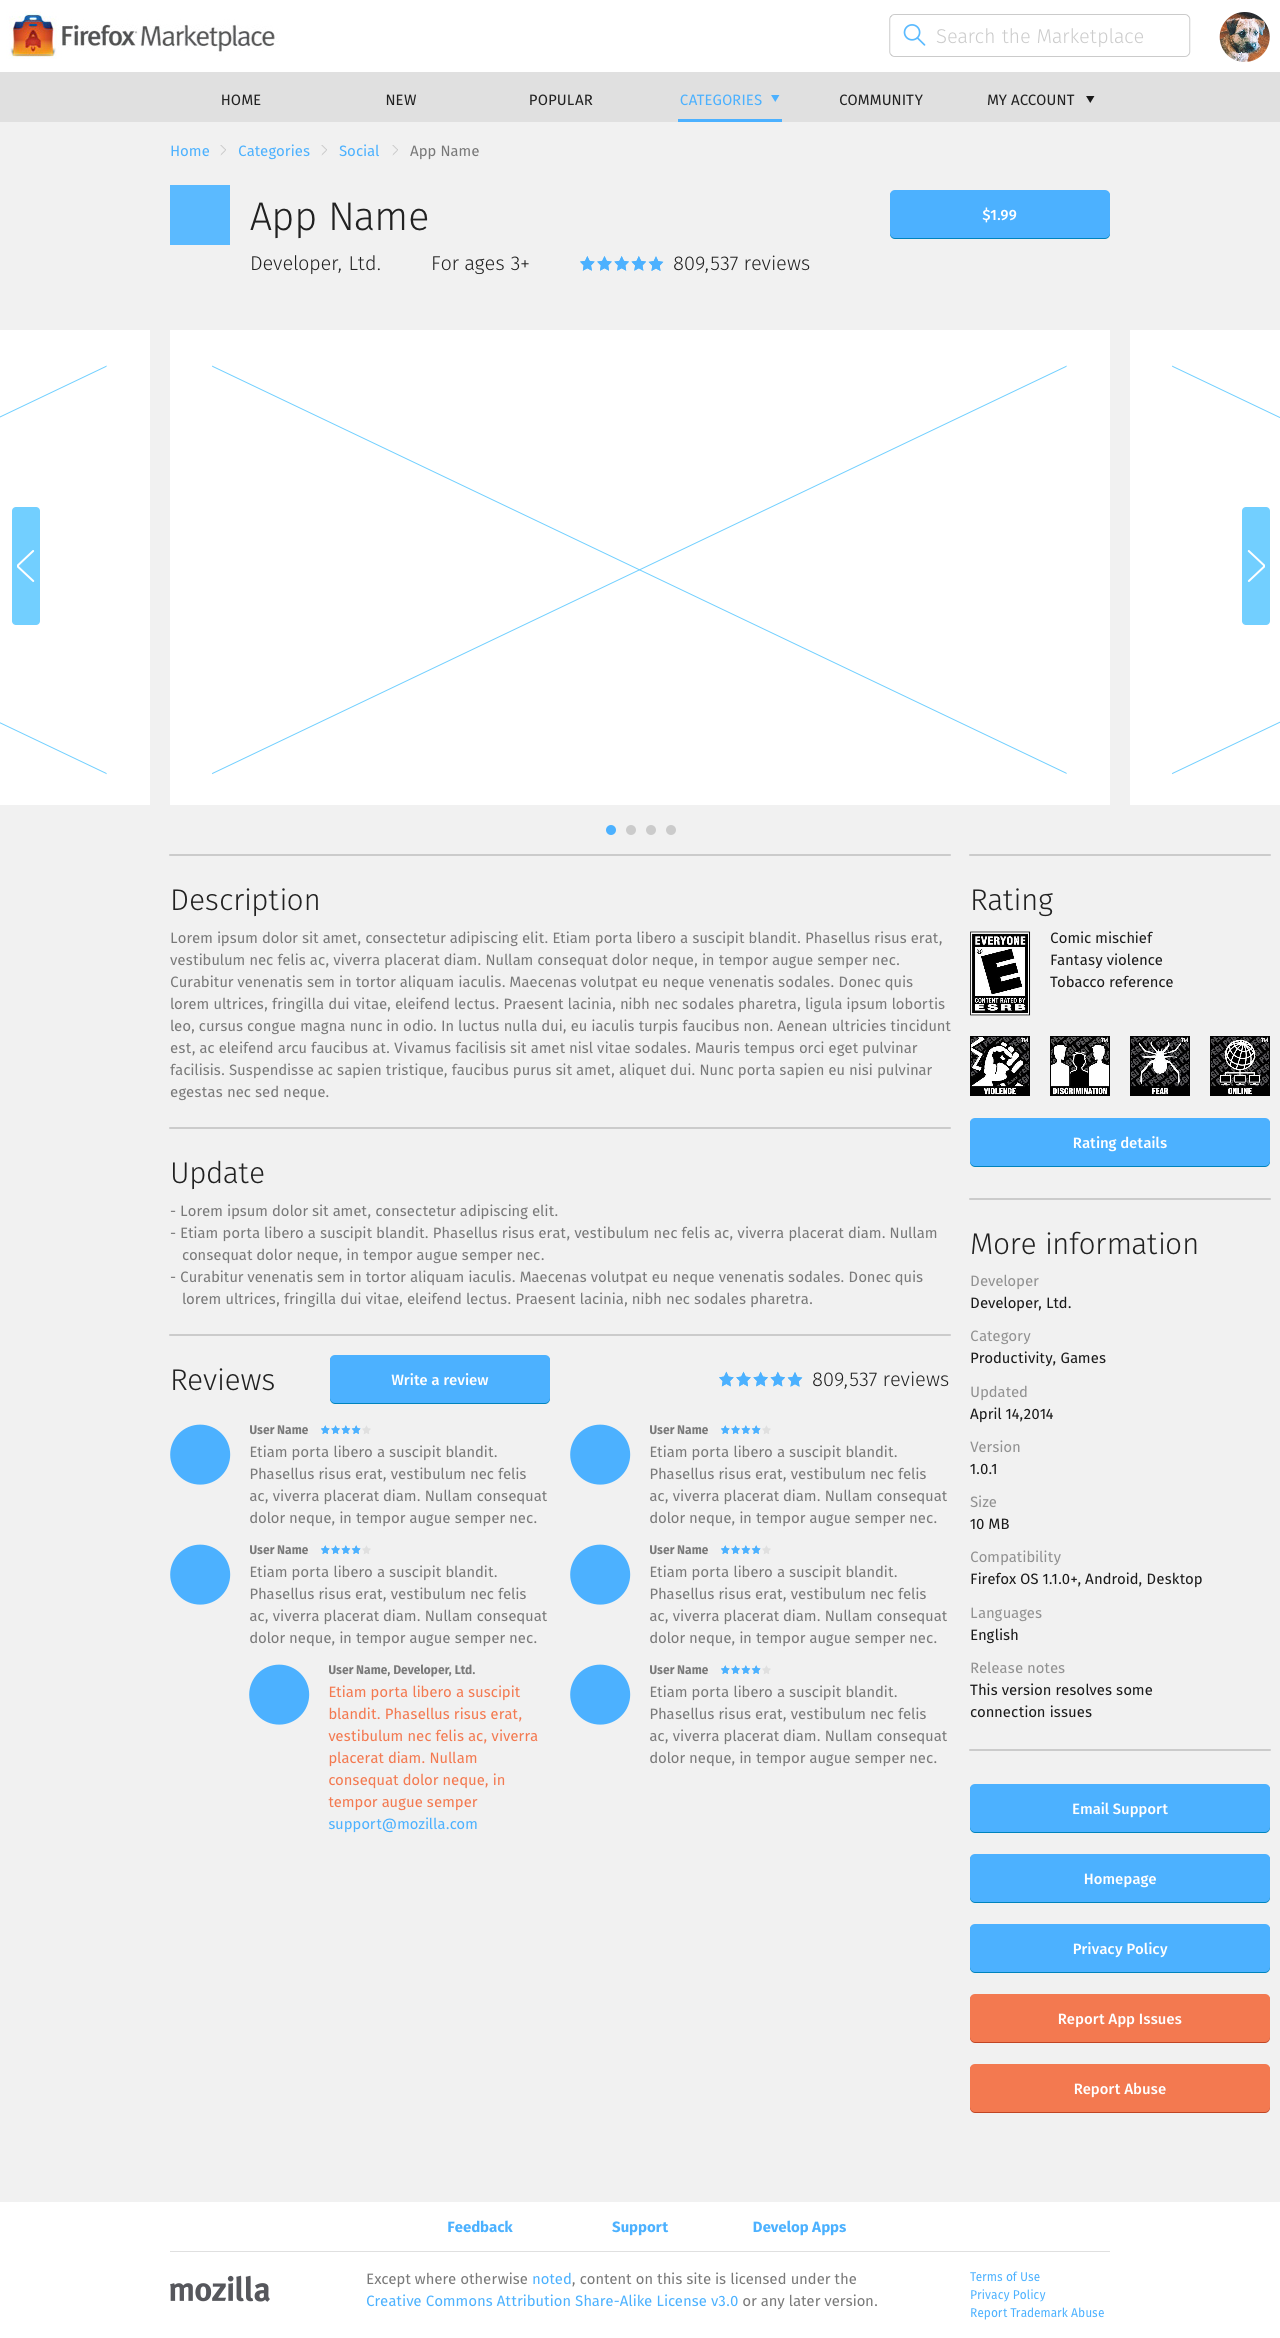 Firefox Marketplace
Search the Marketplace
HOME
NEW
POPULAR
CATEGORIES ▼
COMMUNITY
MY ACCOUNT ▼
Home > Categories > Social > App Name
App Name
$1.99
Developer, Ltd.
For ages 3+
809,537 reviews
Description
Lorem ipsum dolor sit amet, consectetur adipiscing elit. Etiam porta libero a suscipit blandit. Phasellus risus erat,
vestibulum nec felis ac, viverra placerat diam. Nullam consequat dolor neque, in tempor augue semper nec.
Curabitur venenatis sem in tortor aliquam iaculis. Maecenas volutpat eu neque venenatis sodales. Donec quis
lorem ultrices, fringilla dui vitae, eleifend lectus. Praesent lacinia, nibh nec sodales pharetra, ligula ipsum lobortis
leo, cursus congue magna nunc in odio. In luctus nulla dui, eu iaculis turpis faucibus non. Aenean ultricies tincidunt
est, ac eleifend arcu faucibus at. Vivamus facilisis sit amet nisl vitae sodales. Mauris tempus orci eget pulvinar
facilisis. Suspendisse ac sapien tristique, faucibus purus sit amet, aliquet dui. Nunc porta sapien eu nisi pulvinar
egestas nec sed neque.
Update
- Lorem ipsum dolor sit amet, consectetur adipiscing elit.
- Etiam porta libero a suscipit blandit. Phasellus risus erat, vestibulum nec felis ac, viverra placerat diam. Nullam
consequat dolor neque, in tempor augue semper nec.
- Curabitur venenatis sem in tortor aliquam iaculis. Maecenas volutpat eu neque venenatis sodales. Donec quis
lorem ultrices, fringilla dui vitae, eleifend lectus. Praesent lacinia, nibh nec sodales pharetra.
Reviews
Write a review
809,537 reviews
User Name
Etiam porta libero a suscipit blandit.
Phasellus risus erat, vestibulum nec felis
ac, viverra placerat diam. Nullam consequat
dolor neque, in tempor augue semper nec.
User Name
Etiam porta libero a suscipit blandit.
Phasellus risus erat, vestibulum nec felis
ac, viverra placerat diam. Nullam consequat
dolor neque, in tempor augue semper nec.
User Name, Developer, Ltd.
Etiam porta libero a suscipit
blandit. Phasellus risus erat,
vestibulum nec felis ac, viverra
placerat diam. Nullam
consequat dolor neque, in
tempor augue semper
support@mozilla.com
User Name
Etiam porta libero a suscipit blandit.
Phasellus risus erat, vestibulum nec felis
ac, viverra placerat diam. Nullam consequat
dolor neque, in tempor augue semper nec.
User Name
Etiam porta libero a suscipit blandit.
Phasellus risus erat, vestibulum nec felis
ac, viverra placerat diam. Nullam consequat
dolor neque, in tempor augue semper nec.
User Name
Etiam porta libero a suscipit blandit.
Phasellus risus erat, vestibulum nec felis
ac, viverra placerat diam. Nullam consequat
dolor neque, in tempor augue semper nec.
Rating
EVERYONE
E
CONTENT RATED BY
ESRB
Comic mischief
Fantasy violence
Tobacco reference
VIOLENCE
DISCRIMINATION
FEAR
ONLINE
Rating details
More information
Developer
Developer, Ltd.
Category
Productivity, Games
Updated
April 14,2014
Version
1.0.1
Size
10 MB
Compatibility
Firefox OS 1.1.0+, Android, Desktop
Languages
English
Release notes
This version resolves some
connection issues
Email Support
Homepage
Privacy Policy
Report App Issues
Report Abuse
Feedback
Support
Develop Apps
mozilla
Except where otherwise noted, content on this site is licensed under the
Creative Commons Attribution Share-Alike License v3.0 or any later version.
Terms of Use
Privacy Policy
Report Trademark Abuse